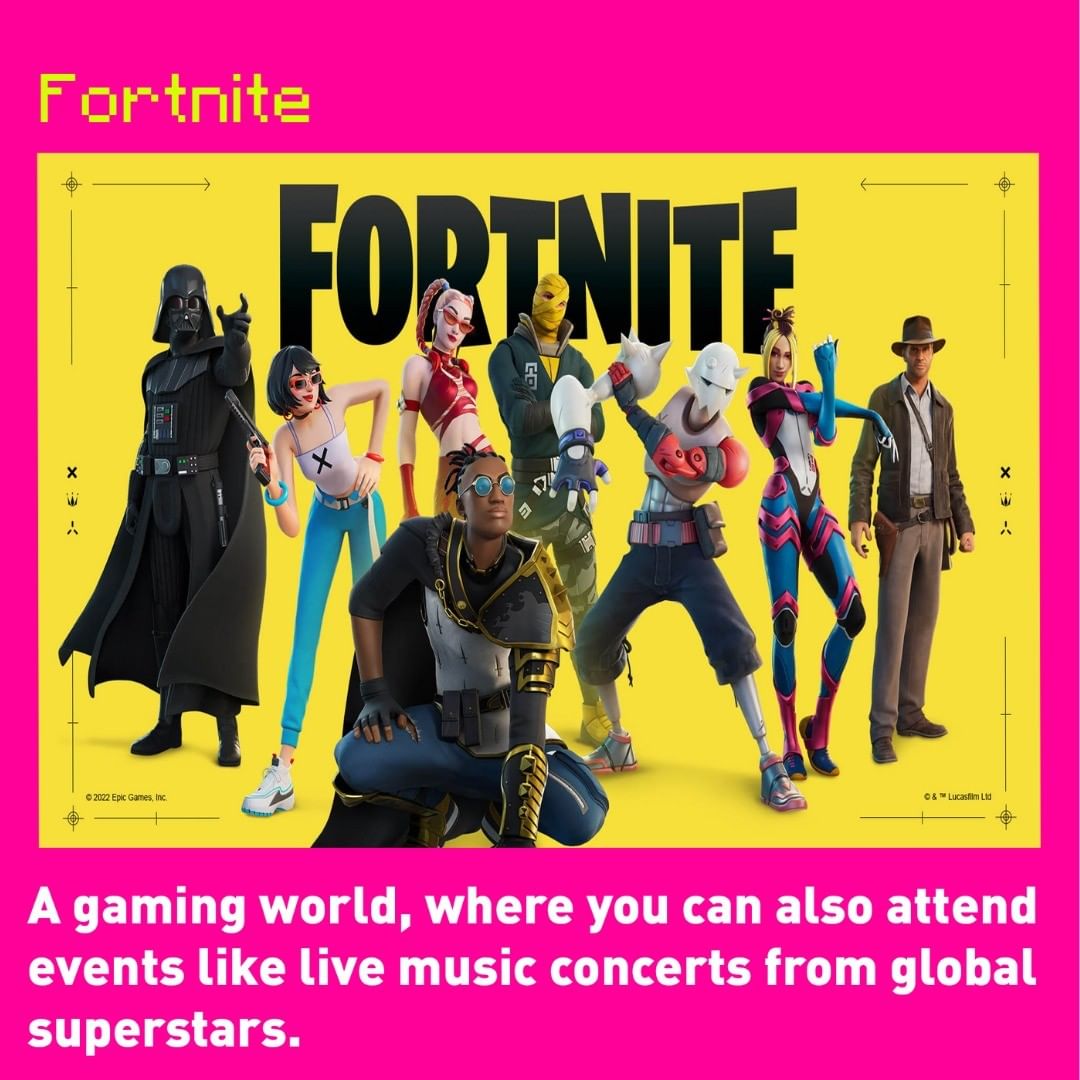 Fortnite
FORTNITE
© 2022 Epic Games, Inc.
© & ™ Lucasfilm Ltd
A gaming world, where you can also attend
events like live music concerts from global
superstars.